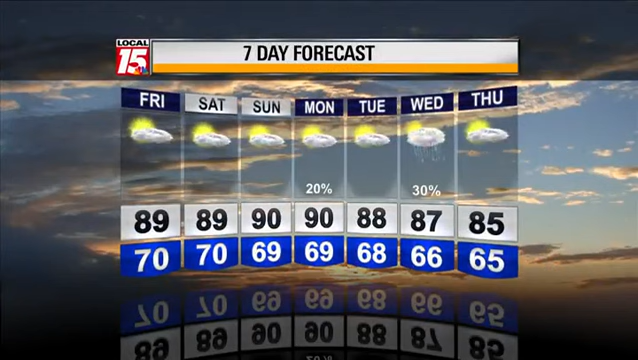 LOCAL
15
7 DAY FORECAST
FRI SAT SUN MON TUE WED THU
20% 30%
89 89 90 90 88 87 85
70 70 69 69 68 66 65